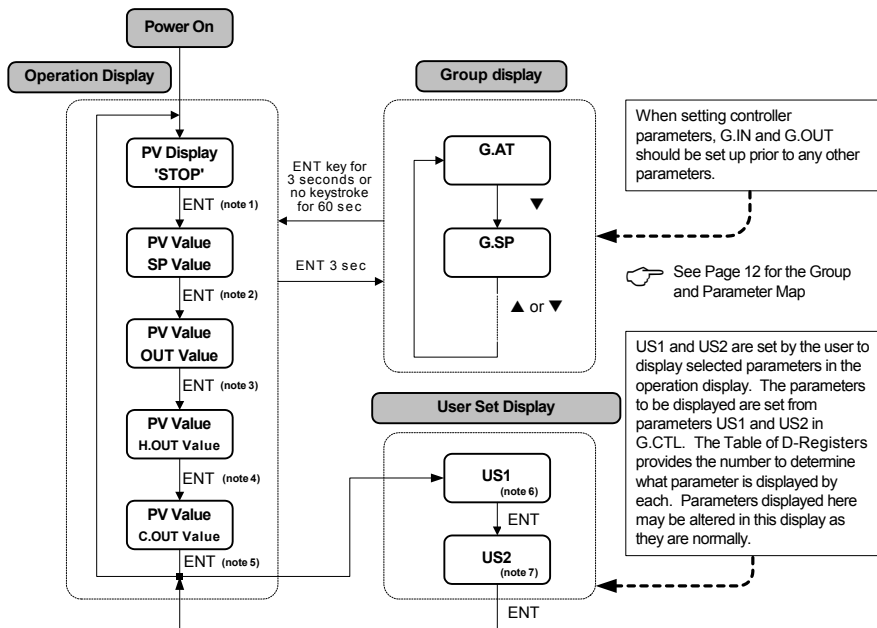 Power On
Operation Display
PV Display
'STOP'
ENT (note 1)
PV Value
SP Value
ENT (note 2)
PV Value
OUT Value
ENT (note 3)
PV Value
H.OUT Value
ENT (note 4)
PV Value
C.OUT Value
ENT (note 5)
ENT key for
3 seconds or
no keystroke
for 60 sec
ENT 3 sec
Group display
G.AT
▼
G.SP
▲ or ▼
User Set Display
US1
(note 6)
ENT
US2
(note 7)
ENT
When setting controller
parameters, G.IN and G.OUT
should be set up prior to any other
parameters.
See Page 12 for the Group
and Parameter Map
US1 and US2 are set by the user to
display selected parameters in the
operation display. The parameters
to be displayed are set from
parameters US1 and US2 in
G.CTL. The Table of D-Registers
provides the number to determine
what parameter is displayed by
each. Parameters displayed here
may be altered in this display as
they are normally.